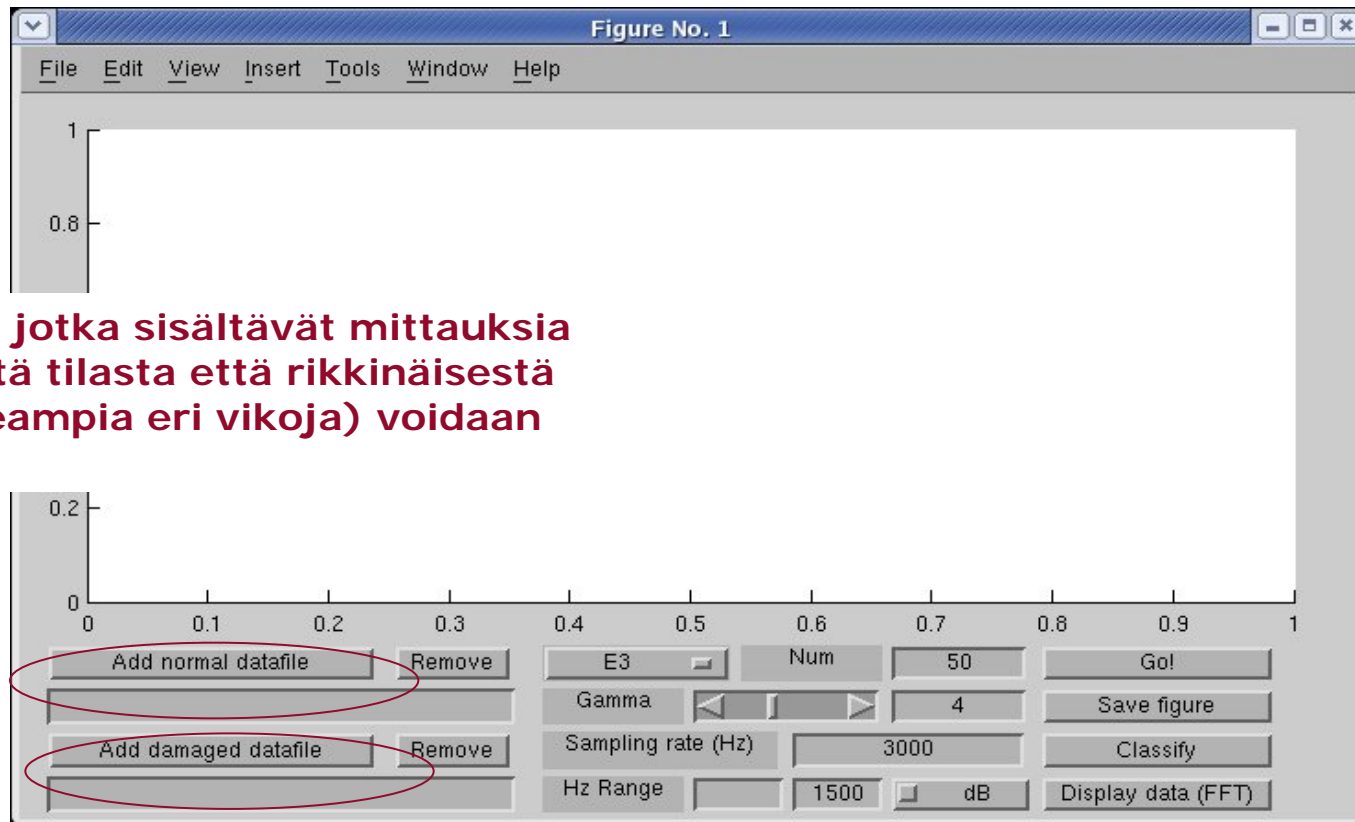 Figure No. 1
File Edit View Insert Tools Window Help
1
0.8
jotka sisältävät mittauksia
tä tilasta että rikkinäisestä
eampia eri vikoja) voidaan
0.2
0
0 0.1 0.2 0.3 0.4 0.5 0.6 0.7 0.8 0.9 1
Add normal datafile Remove E3 Num 50 Go!
Gamma 4 Save figure
Add damaged datafile Remove Sampling rate (Hz) 3000 Classify
Hz Range 1500 dB Display data (FFT)